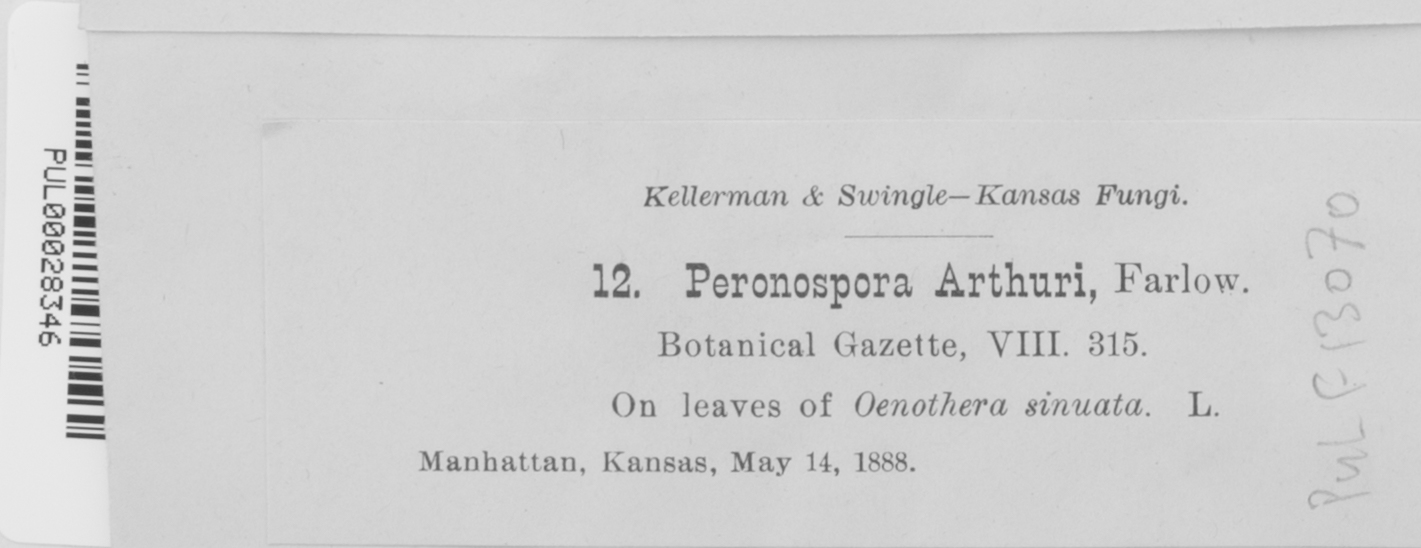 PUL00028346
Kellerman & Swingle—Kansas Fungi.
12. Peronospora Arthuri, Farlow.
Botanical Gazette, VIII. 315.
On leaves of Oenothera sinuata. L.
Manhattan, Kansas, May 14, 1888.
PUL F 13070